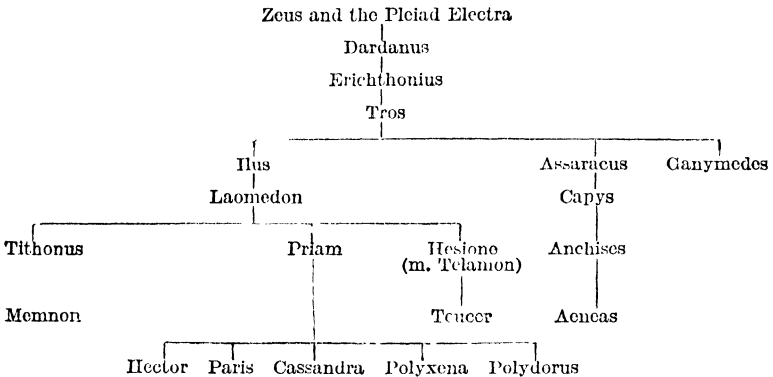 Zeus and the Pleiad Electra
Dardanus
Erichthonius
Tros
Ilus Assaracus Ganymedes
Laomedon Capys
Tithonus Priam Hesione Anchises
(m. Telamon)
Memnon Teucer Aeneas
Hector Paris Cassandra Polyxena Polydorus